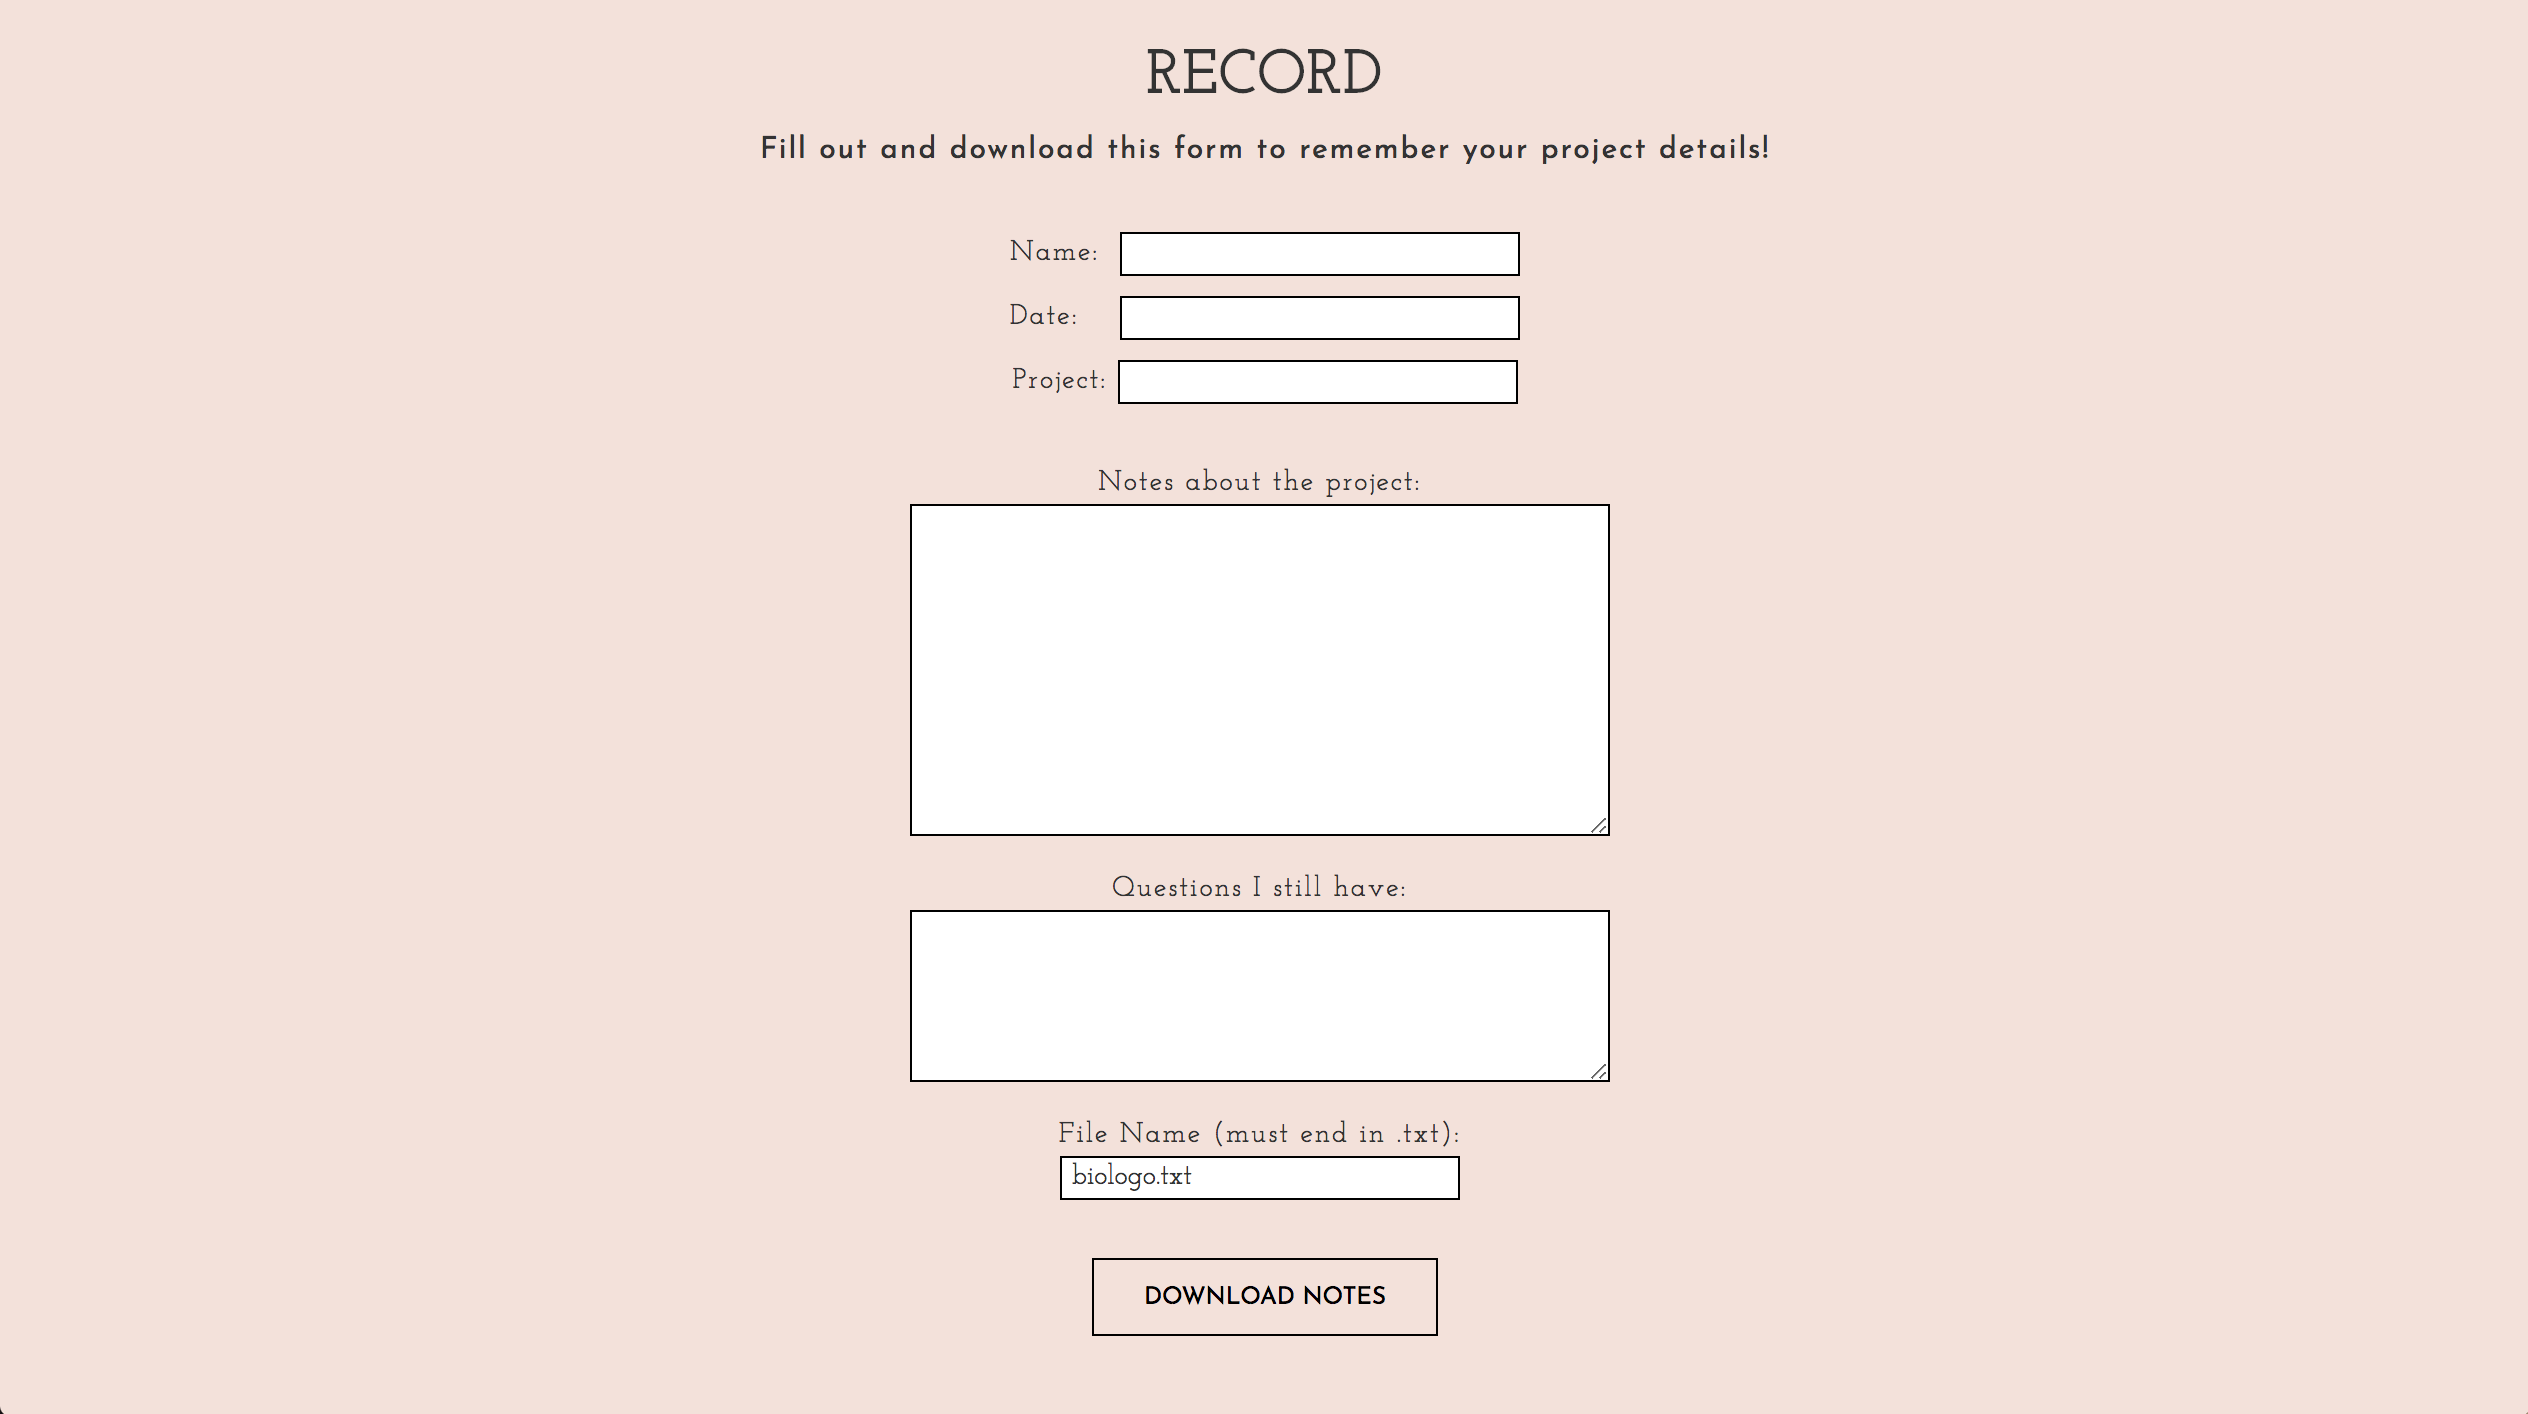 RECORD
Fill out and download this form to remember your project details!
Name:
Date:
Project:
Notes about the project:
Questions I still have:
File Name (must end in .txt):
biologo.txt
DOWNLOAD NOTES